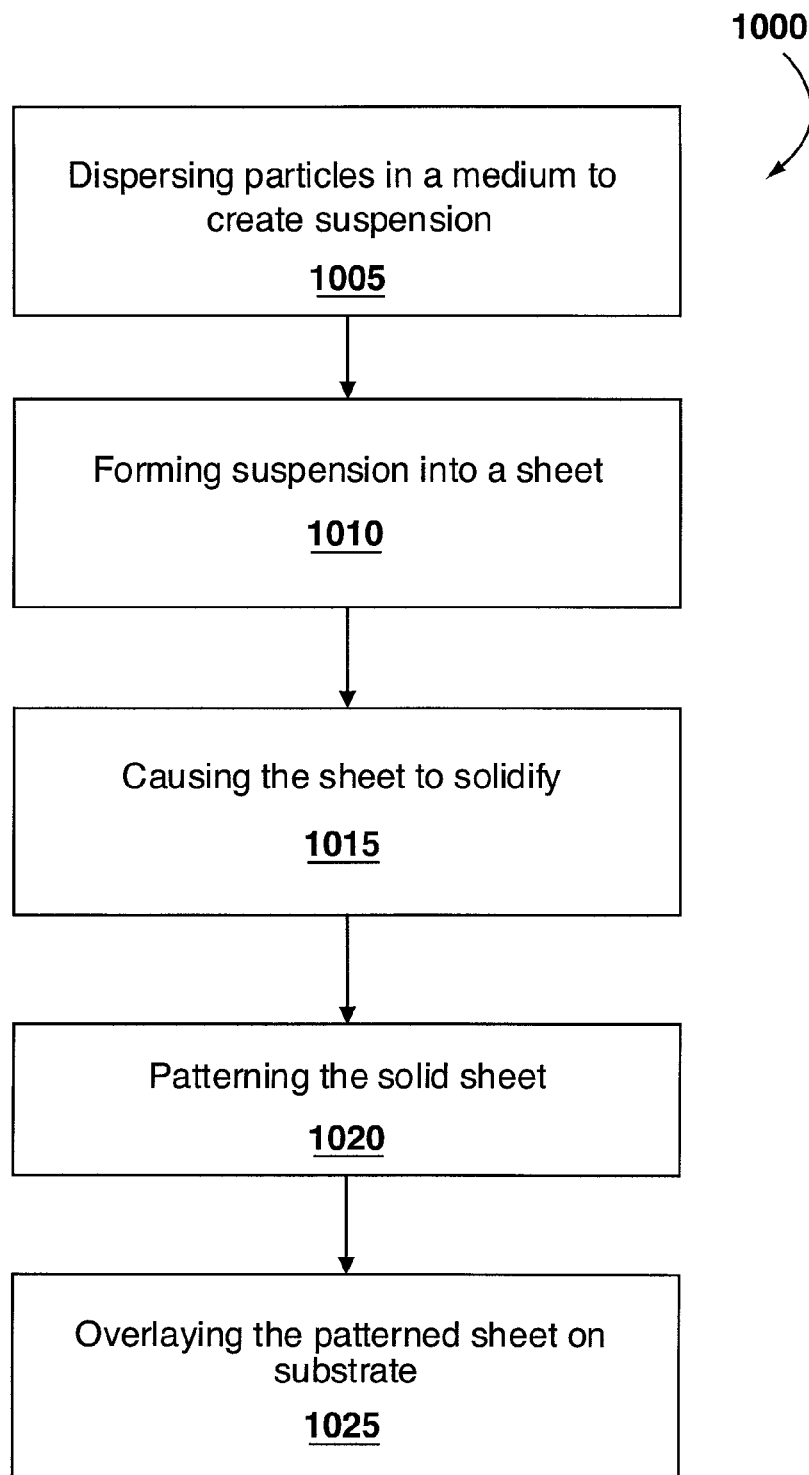 1000
Dispersing particles in a medium to
create suspension
1005
Forming suspension into a sheet
1010
Causing the sheet to solidify
1015
Patterning the solid sheet
1020
Overlaying the patterned sheet on
substrate
1025